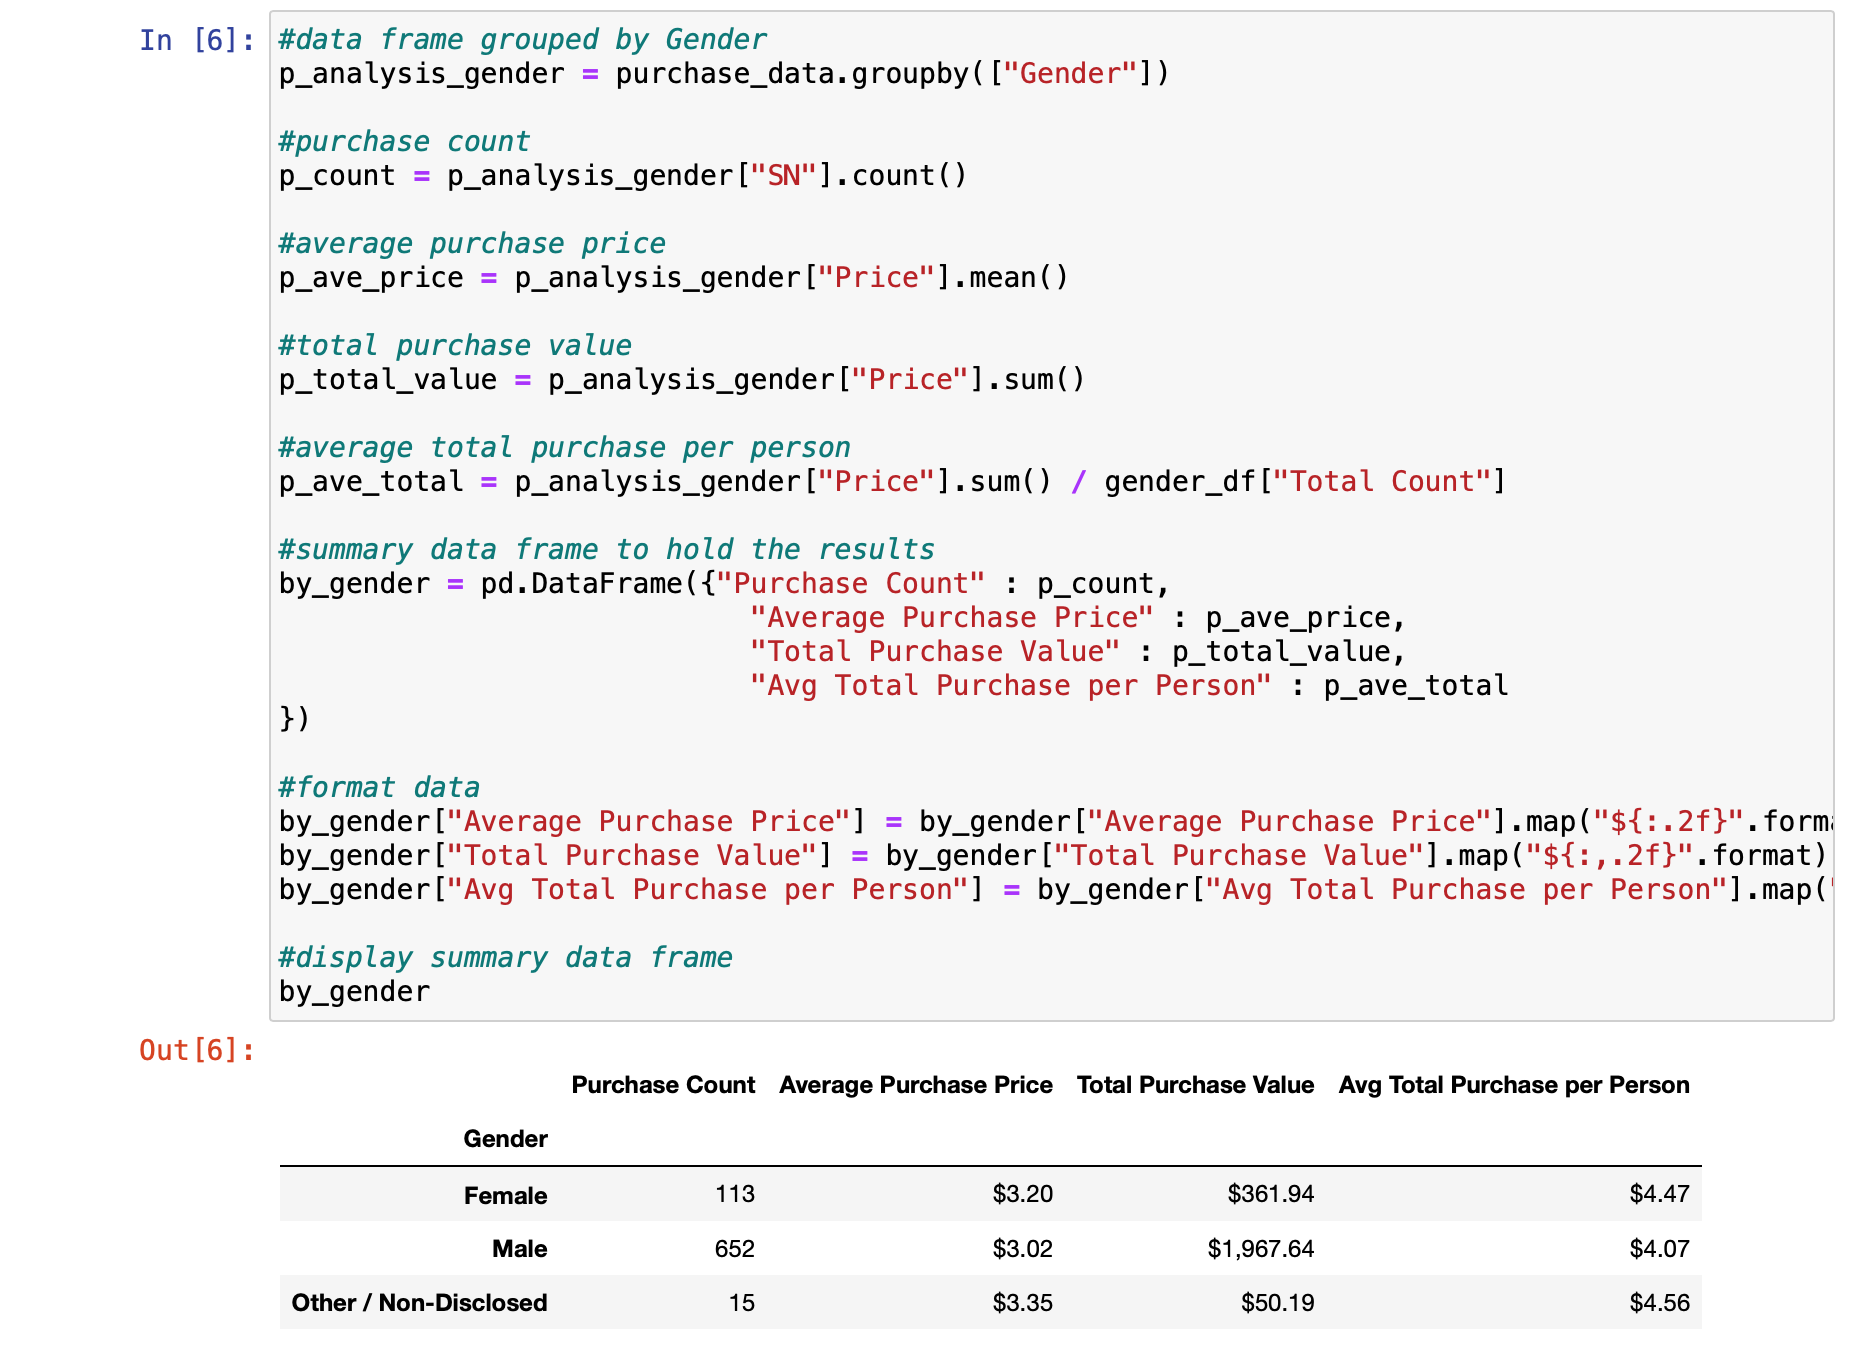 In [6]:
#data frame grouped by Gender
p_analysis_gender = purchase_data.groupby(["Gender"])
#purchase count
p_count = p_analysis_gender["SN"].count()
#average purchase price
p_ave_price = p_analysis_gender["Price"].mean()
#total purchase value
p_total_value = p_analysis_gender["Price"].sum()
#average total purchase per person
p_ave_total = p_analysis_gender["Price"].sum() / gender_df["Total Count"]
#summary data frame to hold the results
by_gender = pd.DataFrame({"Purchase Count" : p_count,
"Average Purchase Price" : p_ave_price,
"Total Purchase Value" : p_total_value,
"Avg Total Purchase per Person" : p_ave_total
})
#format data
by_gender["Average Purchase Price"] = by_gender["Average Purchase Price"].map("${:.2f}".forma
by_gender["Total Purchase Value"] = by_gender["Total Purchase Value"].map("${:,.2f}".format)
by_gender["Avg Total Purchase per Person"] = by_gender["Avg Total Purchase per Person"].map(
#display summary data frame
by_gender
Out[6]:
Purchase Count Average Purchase Price Total Purchase Value Avg Total Purchase per Person
Gender
Female 113 $3.20 $361.94 $4.47
Male 652 $3.02 $1,967.64 $4.07
Other / Non-Disclosed 15 $3.35 $50.19 $4.56